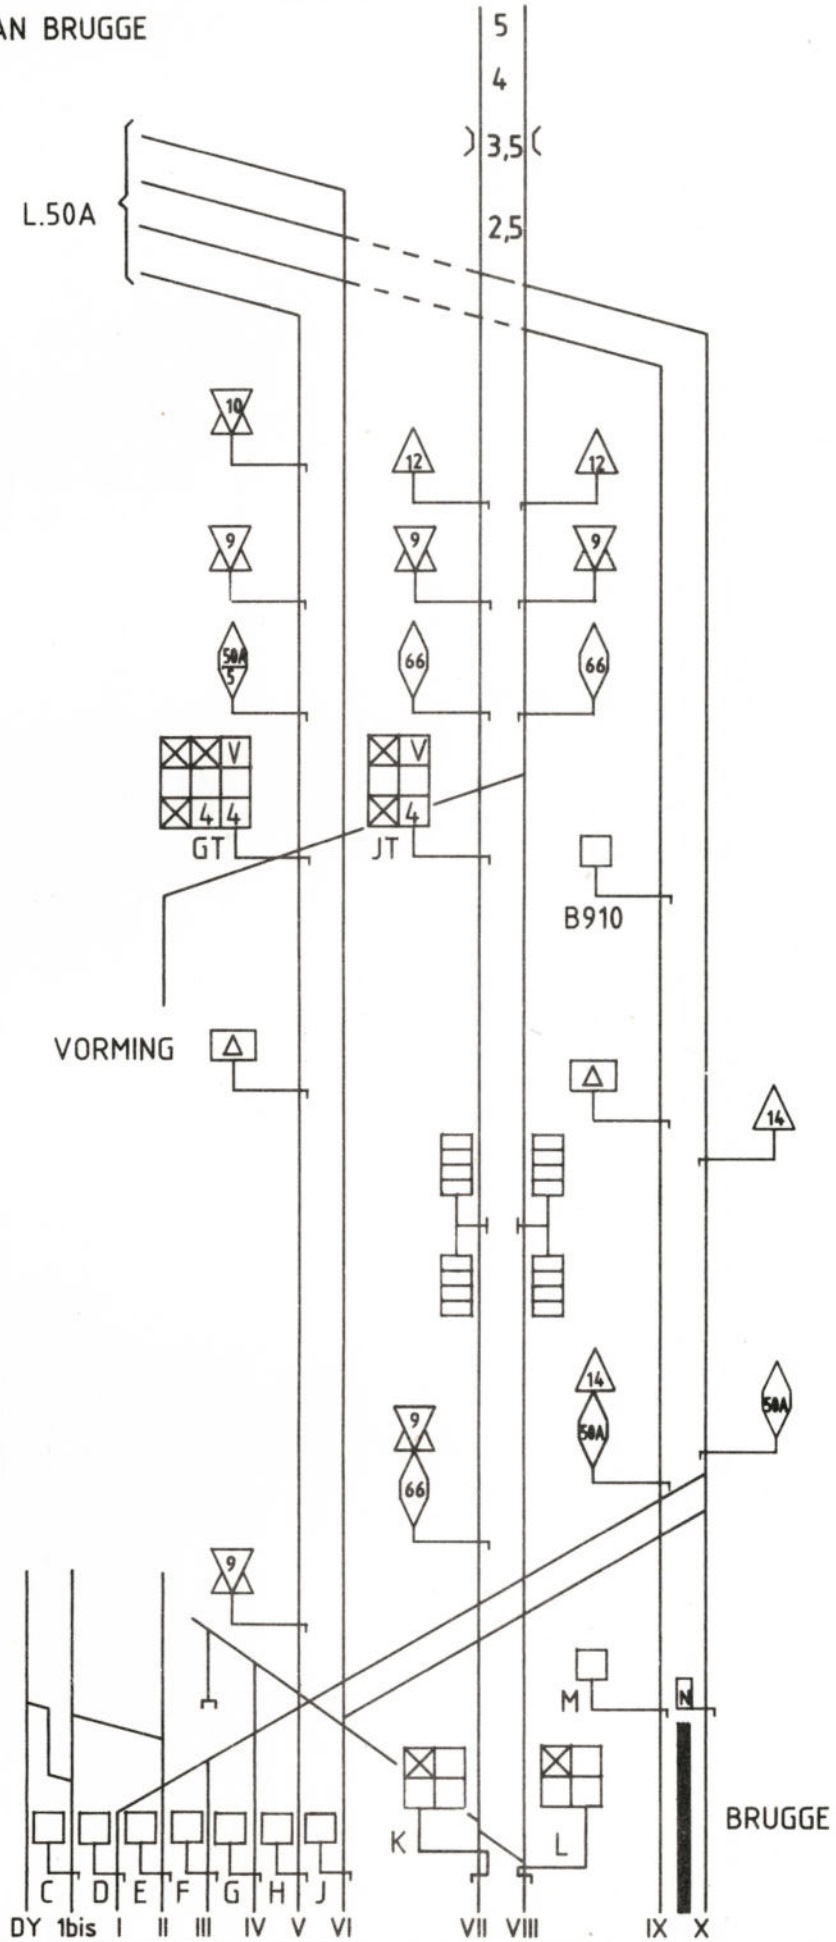 AN BRUGGE
5
4
3,5
L.50A
2,5
10
12 12
9 9 9
50A
5
66 66
V V
4 4 4
GT JT
B910
VORMING
14
14
50A 50A
9
66
9
M N
BRUGGE
K L
C D E F G H J
DY 1bis I II III IV V VI VII VIII IX X